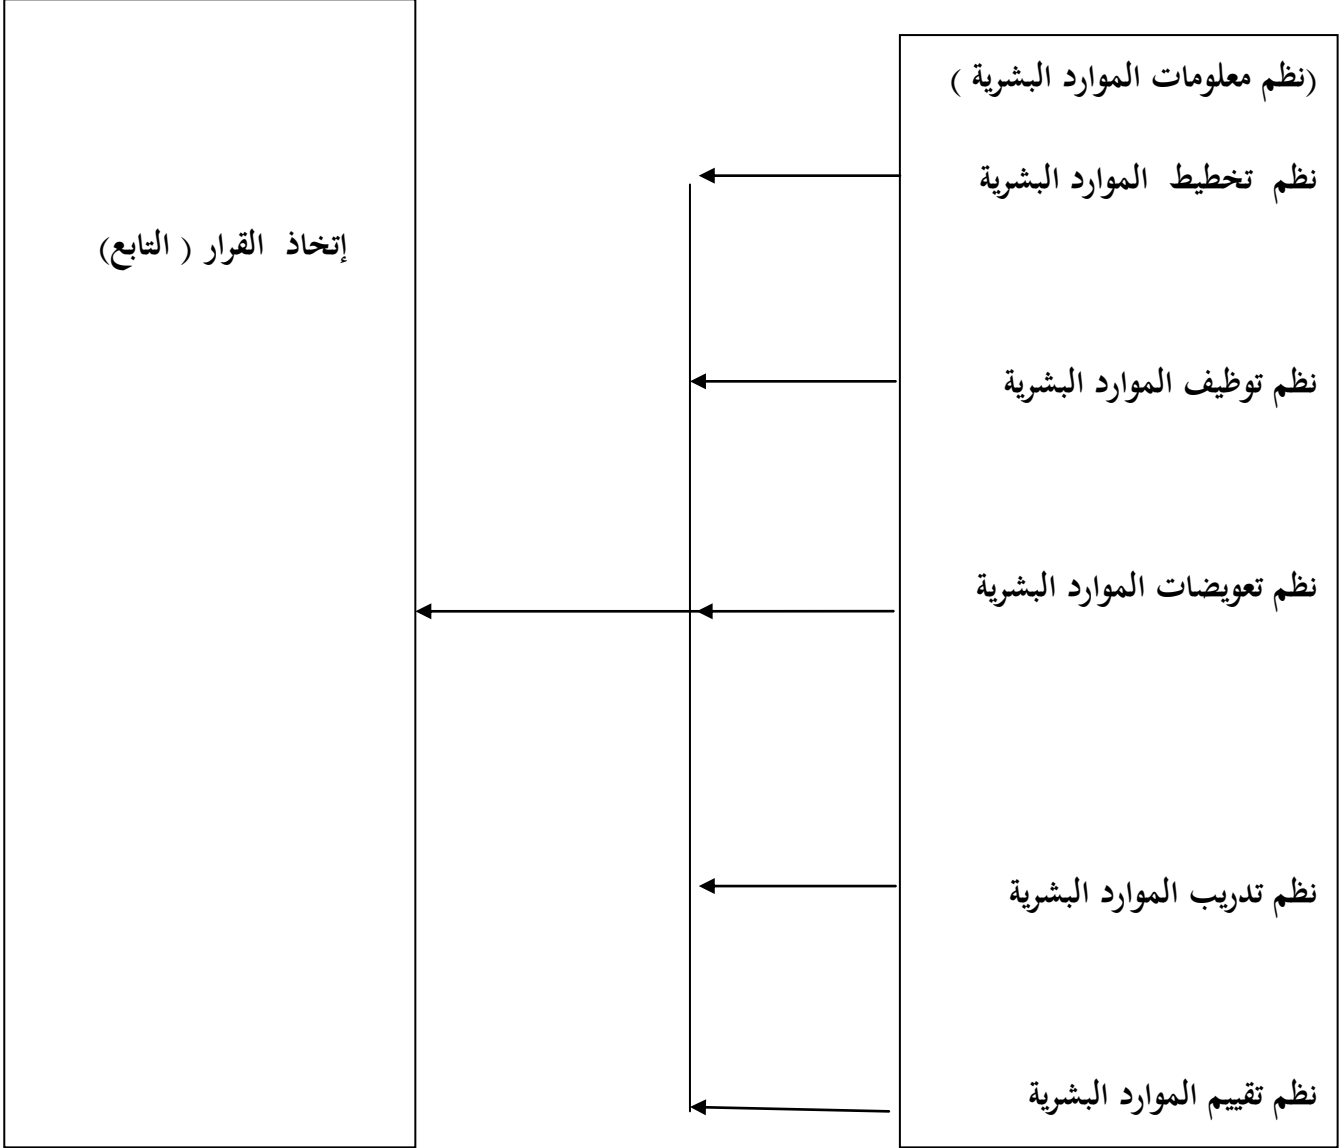 (نظم معلومات الموارد البشرية )
نظم تخطيط الموارد البشرية
إتخاذ القرار ( التابع)
نظم توظيف الموارد البشرية
نظم تعويضات الموارد البشرية
نظم تدريب الموارد البشرية
نظم تقييم الموارد البشرية